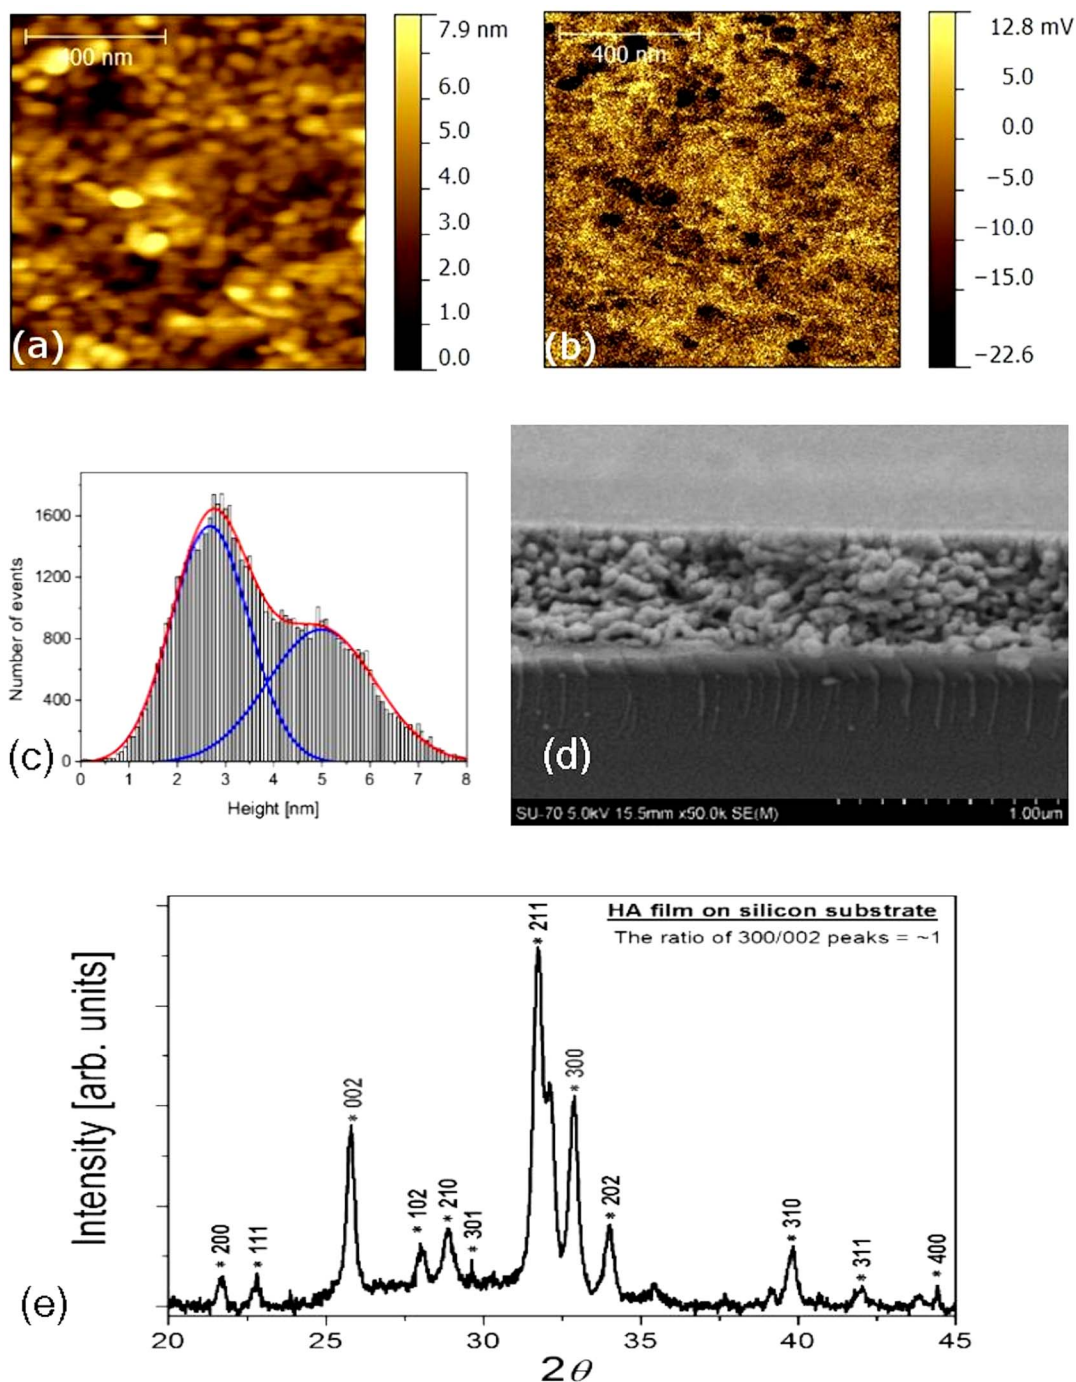 400 nm
7.9 nm
6.0
5.0
4.0
3.0
2.0
1.0
0.0
(a)
400 nm
12.8 mV
5.0
0.0
−5.0
−10.0
−15.0
−22.6
(b)
Number of events
1600
1200
800
400
0
0 1 2 3 4 5 6 7 8
Height [nm]
(c)
(d)
SU-70 5.0kV 15.5mm x50.0k SE(M)
1.00um
HA film on silicon substrate
The ratio of 300/002 peaks = ~1
Intensity [arb. units]
* 200
* 111
* 002
* 102
* 210
* 301
* 211
* 300
* 202
* 310
* 311
* 400
(e)
20 25 30 35 40 45
2θ